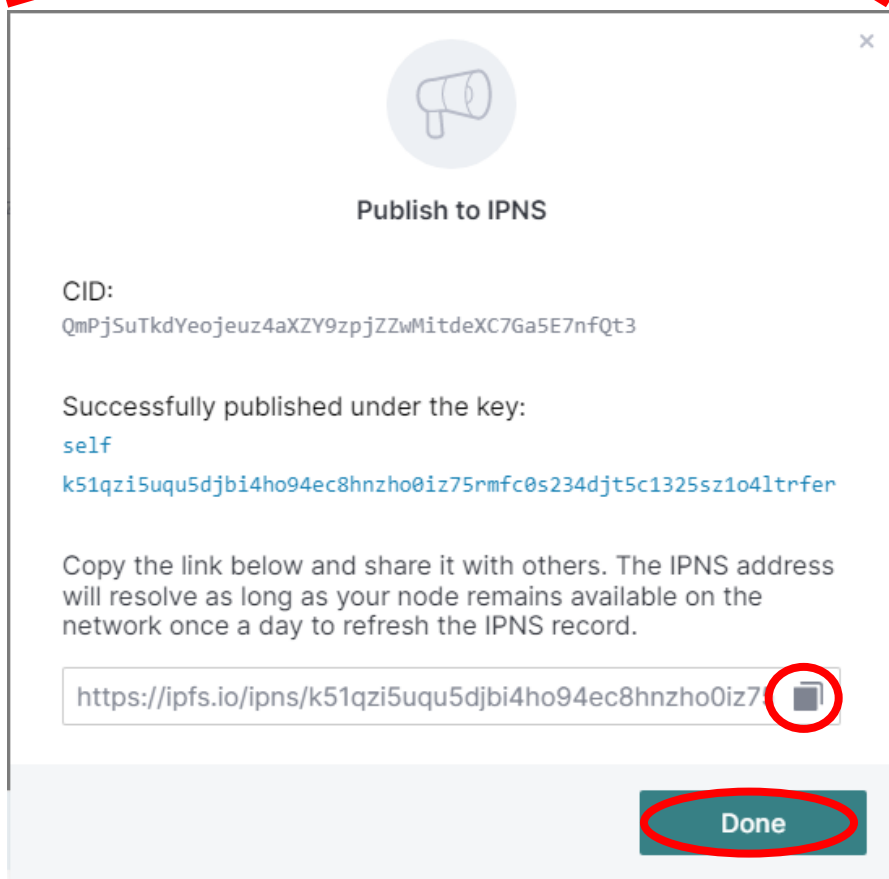 ×
Publish to IPNS
CID:
QmPjSuTkdYeojeuz4aXZY9zpjZZwMitdeXC7Ga5E7nfQt3
Successfully published under the key:
self
k51qzi5uqu5djbi4ho94ec8hnzho0iz75rmfc0s234djt5c1325sz1o4ltrfer
Copy the link below and share it with others. The IPNS address
will resolve as long as your node remains available on the
network once a day to refresh the IPNS record.
https://ipfs.io/ipns/k51qzi5uqu5djbi4ho94ec8hnzho0iz75
Done